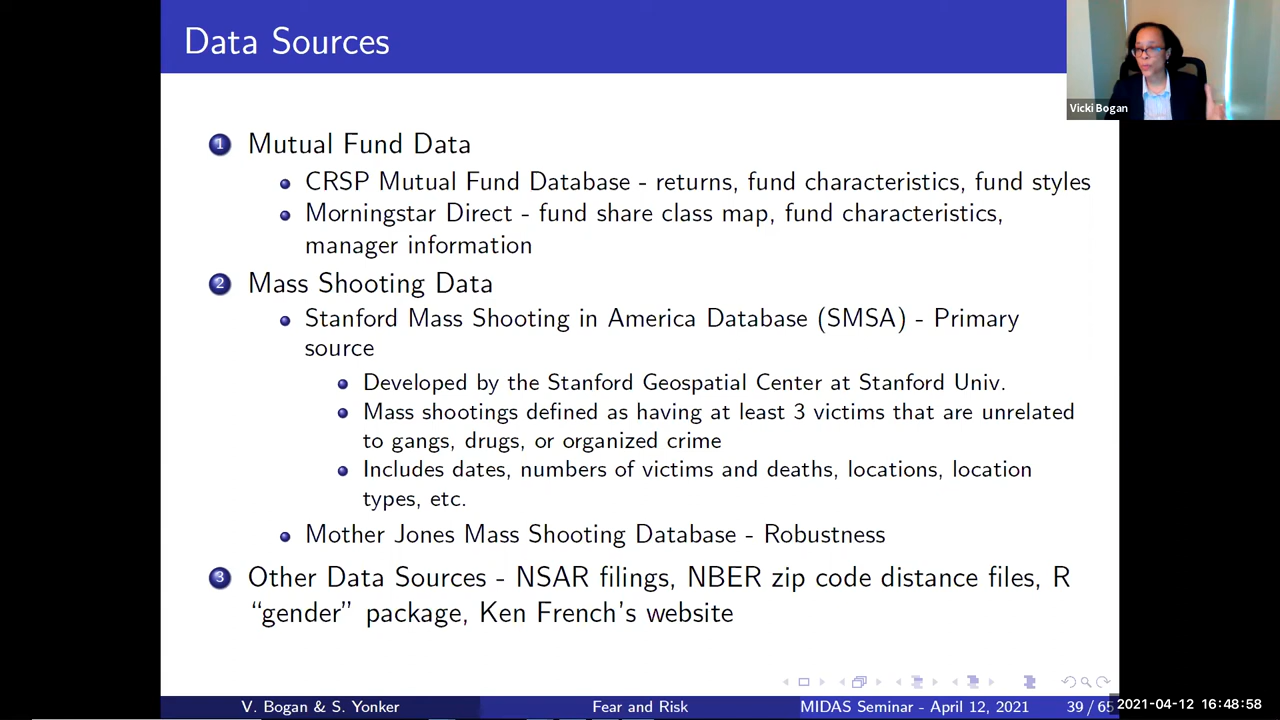 Data Sources
Vicki Bogan
1 Mutual Fund Data
CRSP Mutual Fund Database - returns, fund characteristics, fund styles
Morningstar Direct - fund share class map, fund characteristics,
manager information
2 Mass Shooting Data
Stanford Mass Shooting in America Database (SMSA) - Primary
source
Developed by the Stanford Geospatial Center at Stanford Univ.
Mass shootings defined as having at least 3 victims that are unrelated
to gangs, drugs, or organized crime
Includes dates, numbers of victims and deaths, locations, location
types, etc.
Mother Jones Mass Shooting Database - Robustness
3 Other Data Sources - NSAR filings, NBER zip code distance files, R
“gender” package, Ken French's website
V. Bogan & S. Yonker Fear and Risk MIDAS Seminar - April 12, 2021 39 / 65 2021-04-12 16:48:58